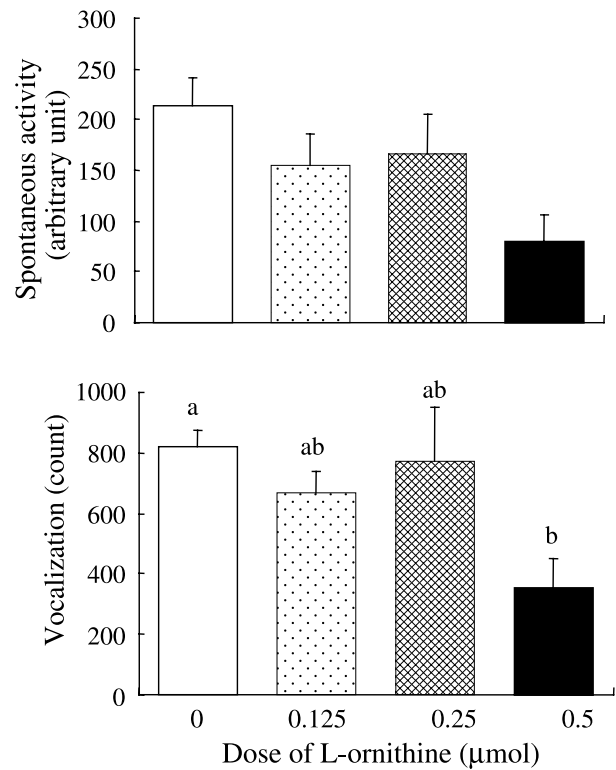 Spontaneous activity
(arbitrary unit)
300
250
200
150
100
50
0
Vocalization (count)
1000
800
600
400
200
0
a
ab
ab
b
0 0.125 0.25 0.5
Dose of L-ornithine (μmol)